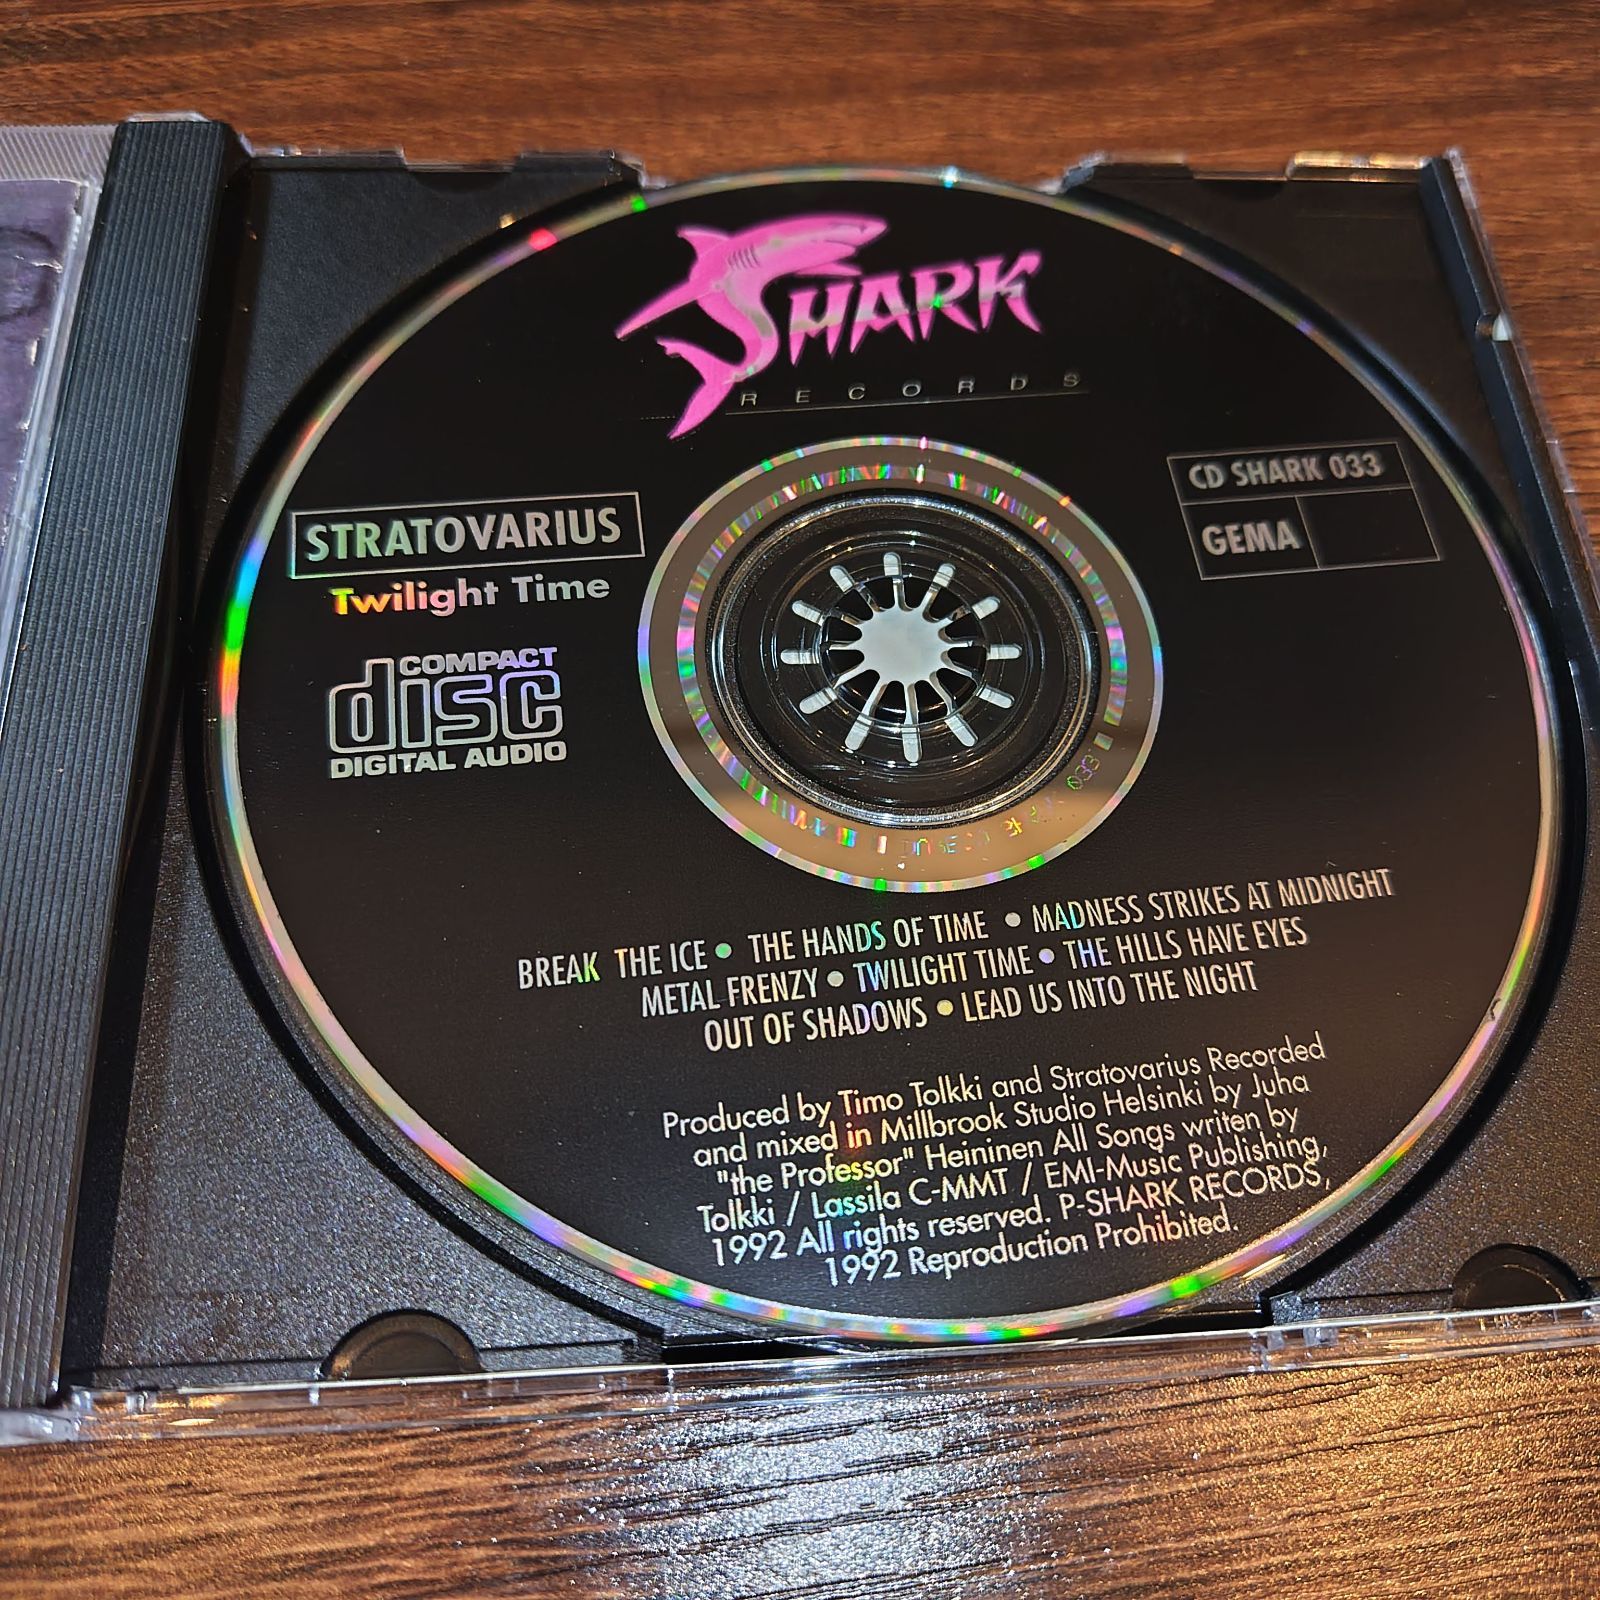 SHARK
RECORDS
STRATOVARIUS
Twilight Time
COMPACT
disc
DIGITAL AUDIO
CD SHARK 033
GEMA
BREAK THE ICE • THE HANDS OF TIME • MADNESS STRIKES AT MIDNIGHT
METAL FRENZY • TWILIGHT TIME • THE HILLS HAVE EYES
OUT OF SHADOWS • LEAD US INTO THE NIGHT
Produced by Timo Tolkki and Stratovarius Recorded
and mixed in Millbrook Studio Helsinki by Juha
"the Professor" Heininen All Songs writen by
Tolkki / Lassila C-MMT / EMI-Music Publishing,
1992 All rights reserved. P-SHARK RECORDS,
1992 Reproduction Prohibited.